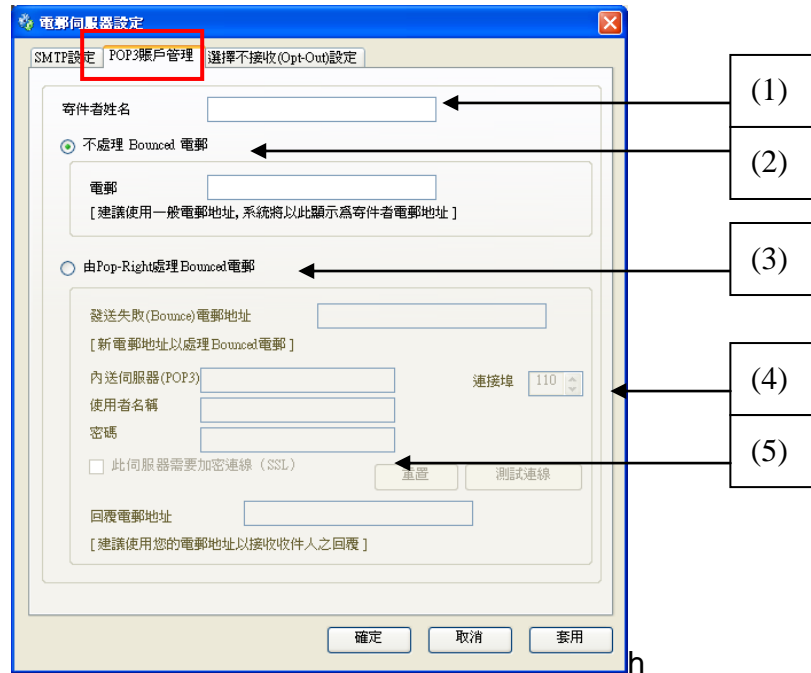 電郵伺服器設定
SMTP設定 POP3賬戶管理 選擇不接收(Opt-Out)設定
(1)
寄件者姓名
不處理 Bounced 電郵
(2)
電郵
[ 建議使用一般電郵地址, 系統將以此顯示為寄件者電郵地址 ]
(3)
由Pop-Right處理Bounced電郵
發送失敗(Bounce)電郵地址
[ 新電郵地址以處理Bounced電郵 ]
內送伺服器(POP3) 連接埠 110
(4)
使用者名稱
密碼
(5)
此伺服器需要加密連線（SSL）
重置 測試連線
回覆電郵地址
[ 建議使用您的電郵地址以接收收件人之回覆 ]
確定 取消 套用
h